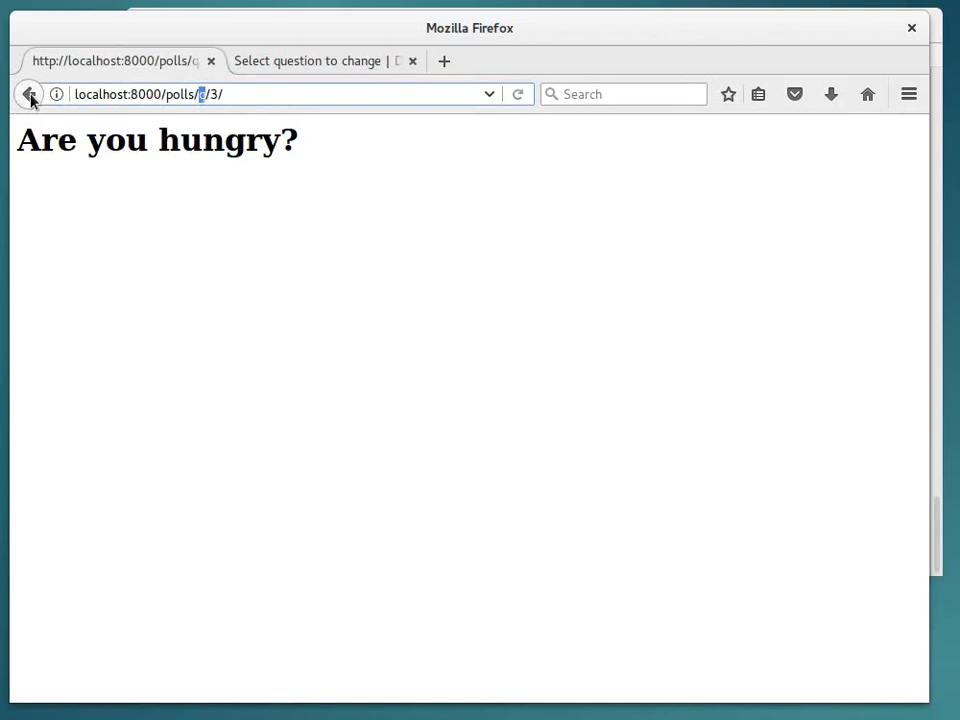 Mozilla Firefox
http://localhost:8000/polls/q
Select question to change | D
localhost:8000/polls/q/3/
Search
Are you hungry?